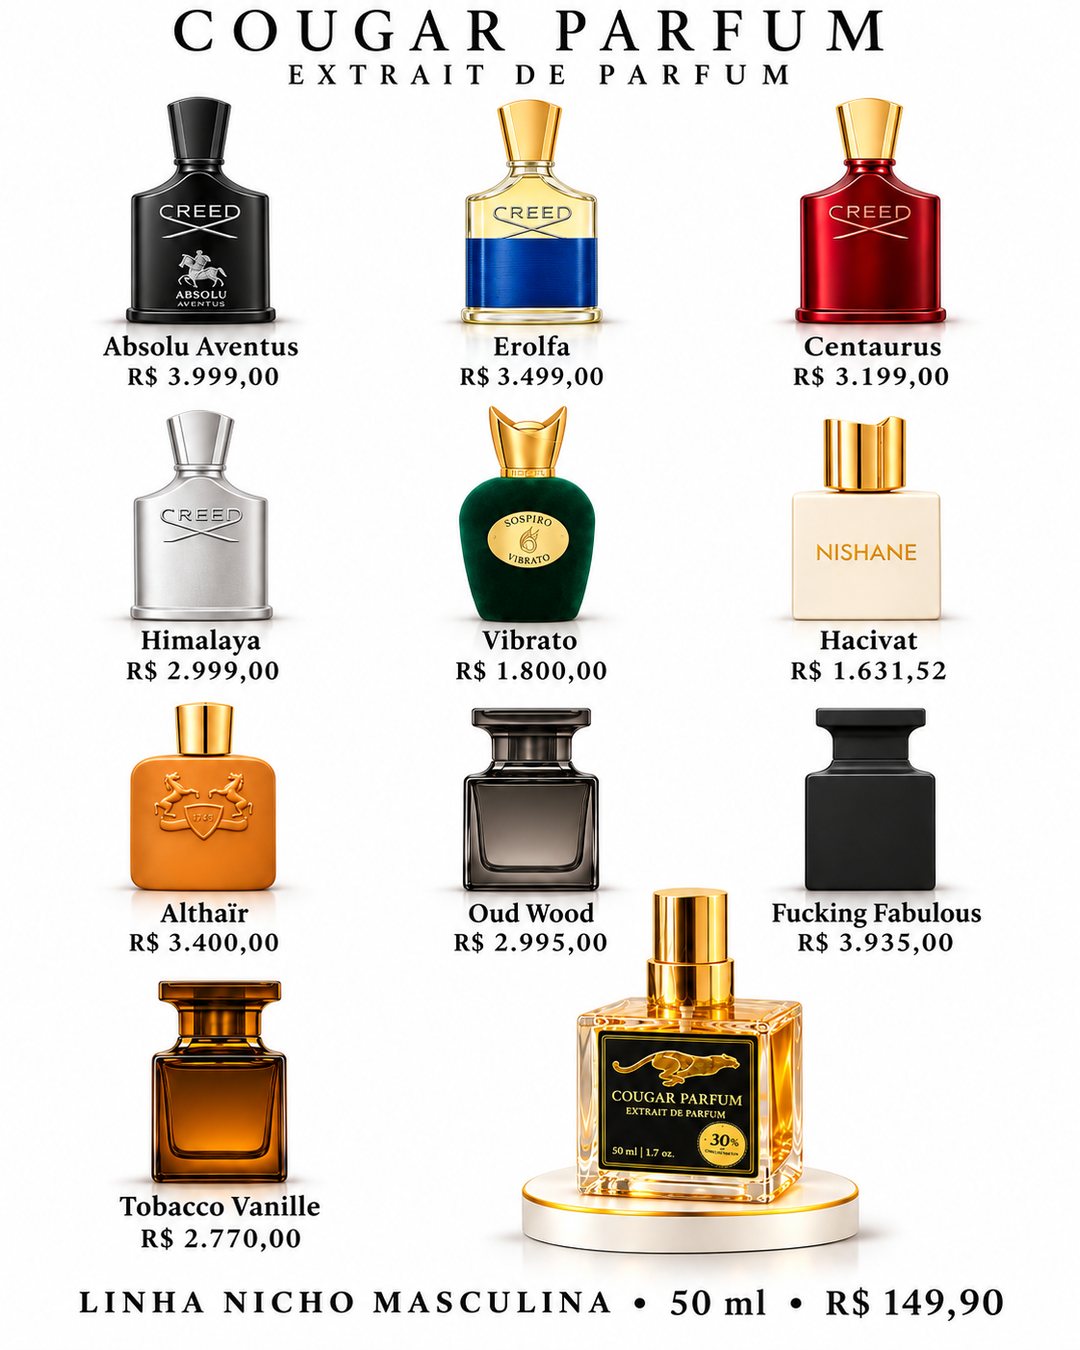 COUGAR PARFUM
EXTRAIT DE PARFUM
CREED
ABSOLU
AVENTUS
Absolu Aventus
R$ 3.999,00
CREED
Erolfa
R$ 3.499,00
CREED
Centaurus
R$ 3.199,00
CREED
Himalaya
R$ 2.999,00
SOSPIRO
VIBRATO
Vibrato
R$ 1.800,00
NISHANE
Hacivat
R$ 1.631,52
1743
Althaïr
R$ 3.400,00
Oud Wood
R$ 2.995,00
Fucking Fabulous
R$ 3.935,00
Tobacco Vanille
R$ 2.770,00
COUGAR PARFUM
EXTRAIT DE PARFUM
50 ml | 1.7 oz.
30%
LINHA NICHO MASCULINA • 50 ml • R$ 149,90